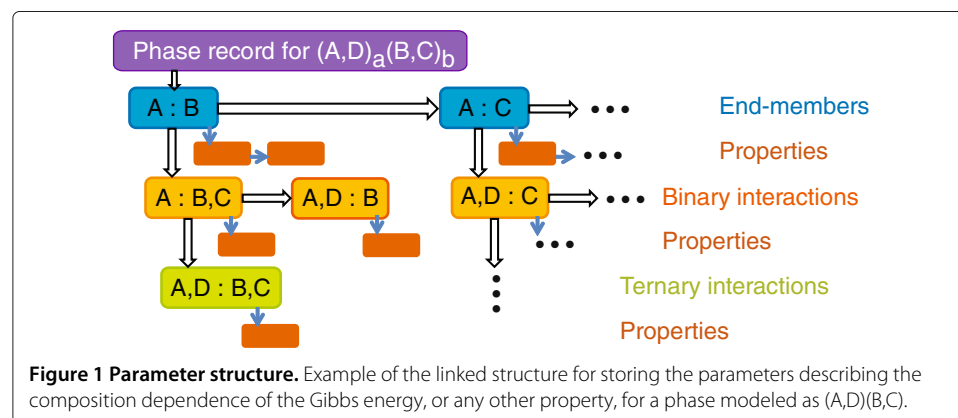 Phase record for (A,D)a(B,C)b
A : B
A : C
••• End-members
••• Properties
A : B,C
A,D : B
A,D : C
••• Binary interactions
••• Properties
A,D : B,C
Ternary interactions
Properties
Figure 1 Parameter structure. Example of the linked structure for storing the parameters describing the
composition dependence of the Gibbs energy, or any other property, for a phase modeled as (A,D)(B,C).